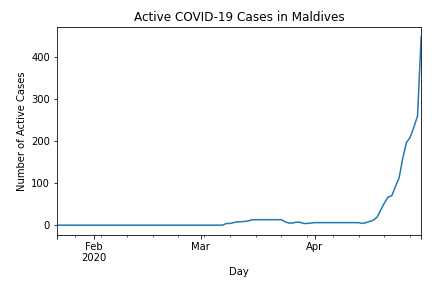 Active COVID-19 Cases in Maldives
400
300
200
100
0
Number of Active Cases
Feb
2020
Mar
Apr
Day